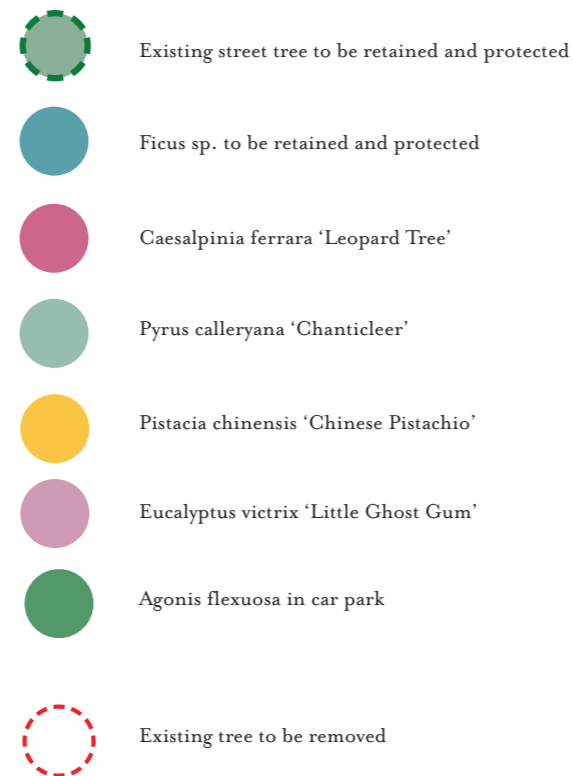 Existing street tree to be retained and protected
Ficus sp. to be retained and protected
Caesalpinia ferrara ‘Leopard Tree’
Pyrus calleryana ‘Chanticleer’
Pistacia chinensis ‘Chinese Pistachio’
Eucalyptus victrix ‘Little Ghost Gum’
Agonis flexuosa in car park
Existing tree to be removed